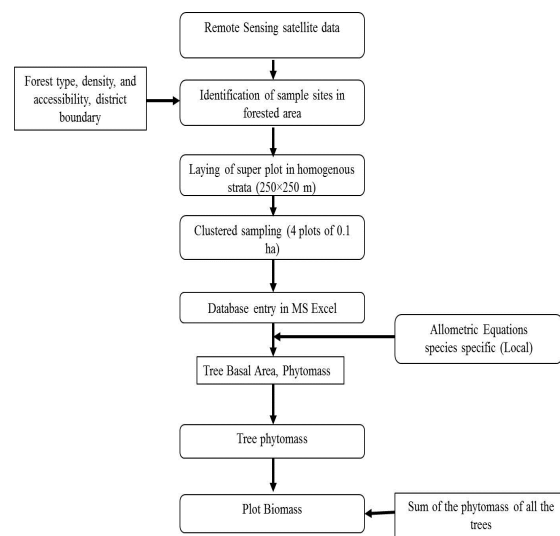 Remote Sensing satellite data
Forest type, density, and
accessibility, district
boundary
Identification of sample sites in
forested area
Laying of super plot in homogenous
strata (250×250 m)
Clustered sampling (4 plots of 0.1
ha)
Database entry in MS Excel
Allometric Equations
species specific (Local)
Tree Basal Area, Phytomass
Tree phytomass
Plot Biomass
Sum of the phytomass of all the
trees